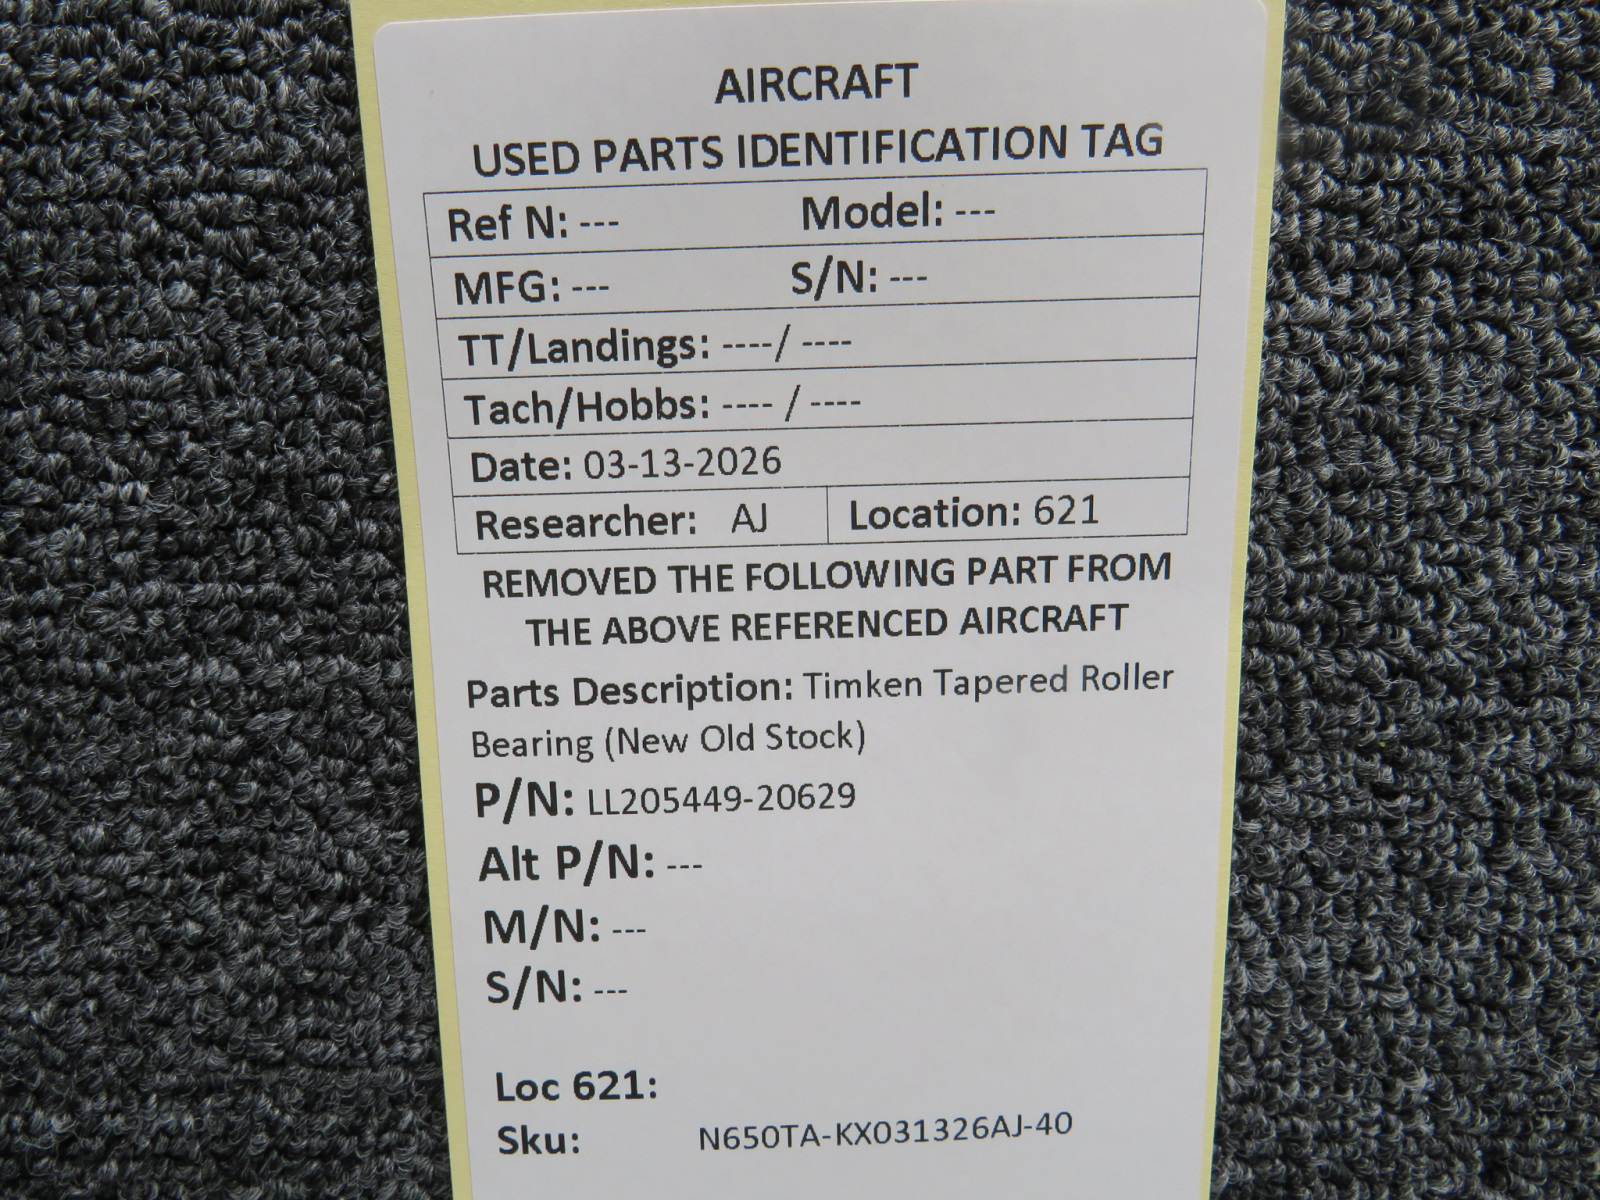 AIRCRAFT
USED PARTS IDENTIFICATION TAG
Ref N: --- Model: ---
MFG: --- S/N: ---
TT/Landings: ----/ ----
Tach/Hobbs: ---- / ----
Date: 03-13-2026
Researcher: AJ Location: 621
REMOVED THE FOLLOWING PART FROM
THE ABOVE REFERENCED AIRCRAFT
Parts Description: Timken Tapered Roller
Bearing (New Old Stock)
P/N: LL205449-20629
Alt P/N: ---
M/N: ---
S/N: ---
Loc 621:
Sku: N650TA-KX031326AJ-40